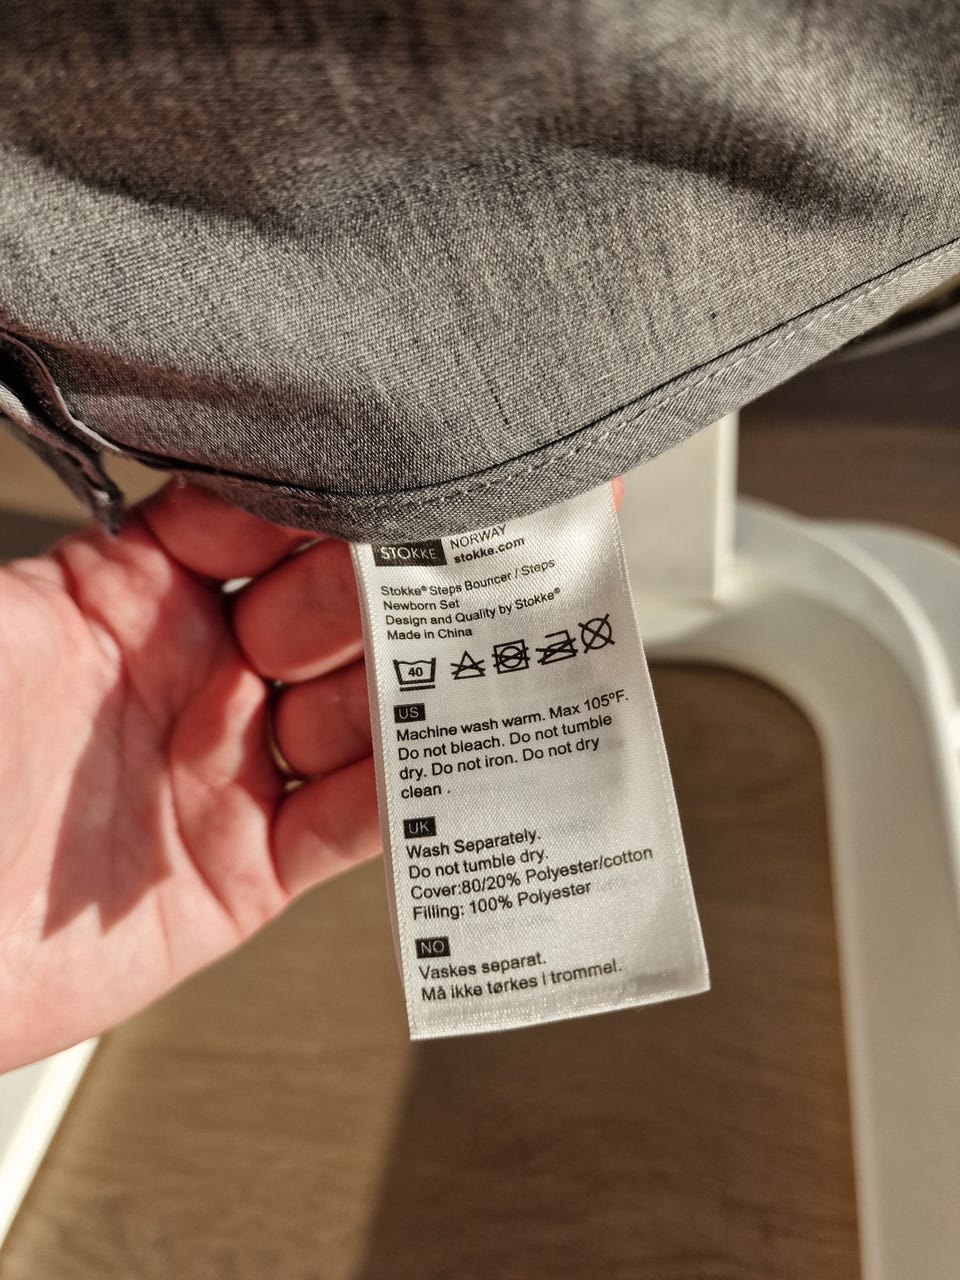 STOKKE
NORWAY
stokke.com
Stokke® Steps Bouncer / Steps
Newborn Set
Design and Quality by Stokke®
Made in China
40
US
Machine wash warm. Max 105°F.
Do not bleach. Do not tumble
dry. Do not iron. Do not dry
clean .
UK
Wash Separately.
Do not tumble dry.
Cover:80/20% Polyester/cotton
Filling: 100% Polyester
NO
Vaskes separat.
Må ikke tørkes i trommel.